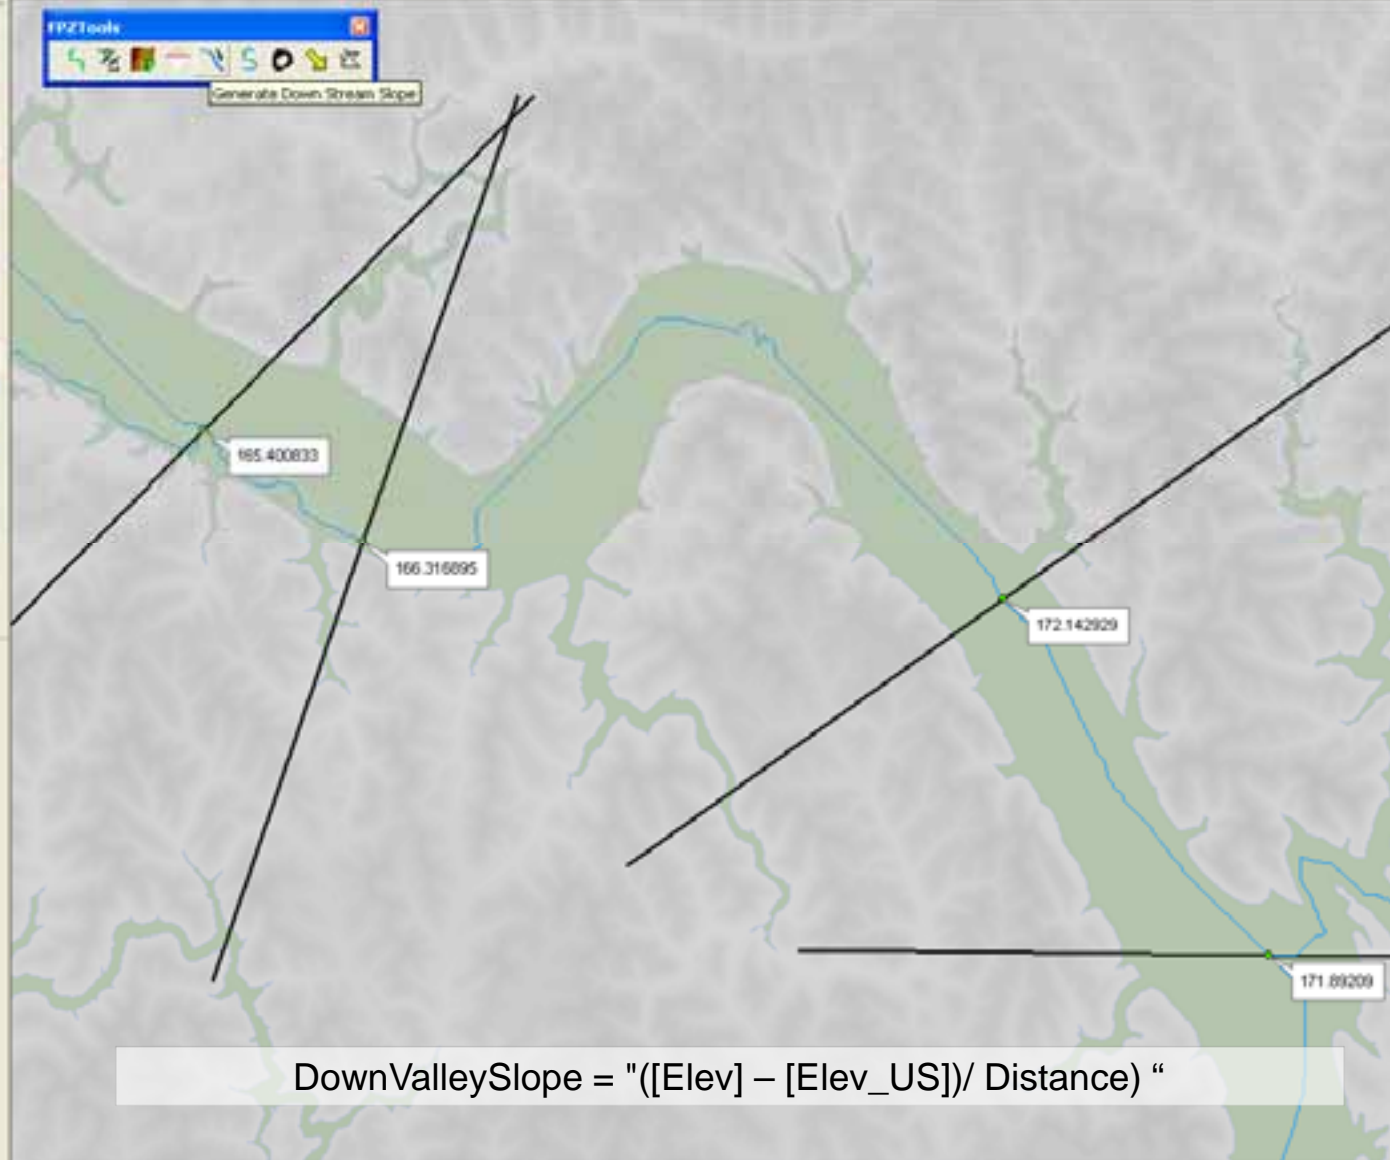 FPZTools
Generate Down Stream Slope
165.400833
166.316895
172.142929
171.89209
DownValleySlope = "([Elev] – [Elev_US])/ Distance) “